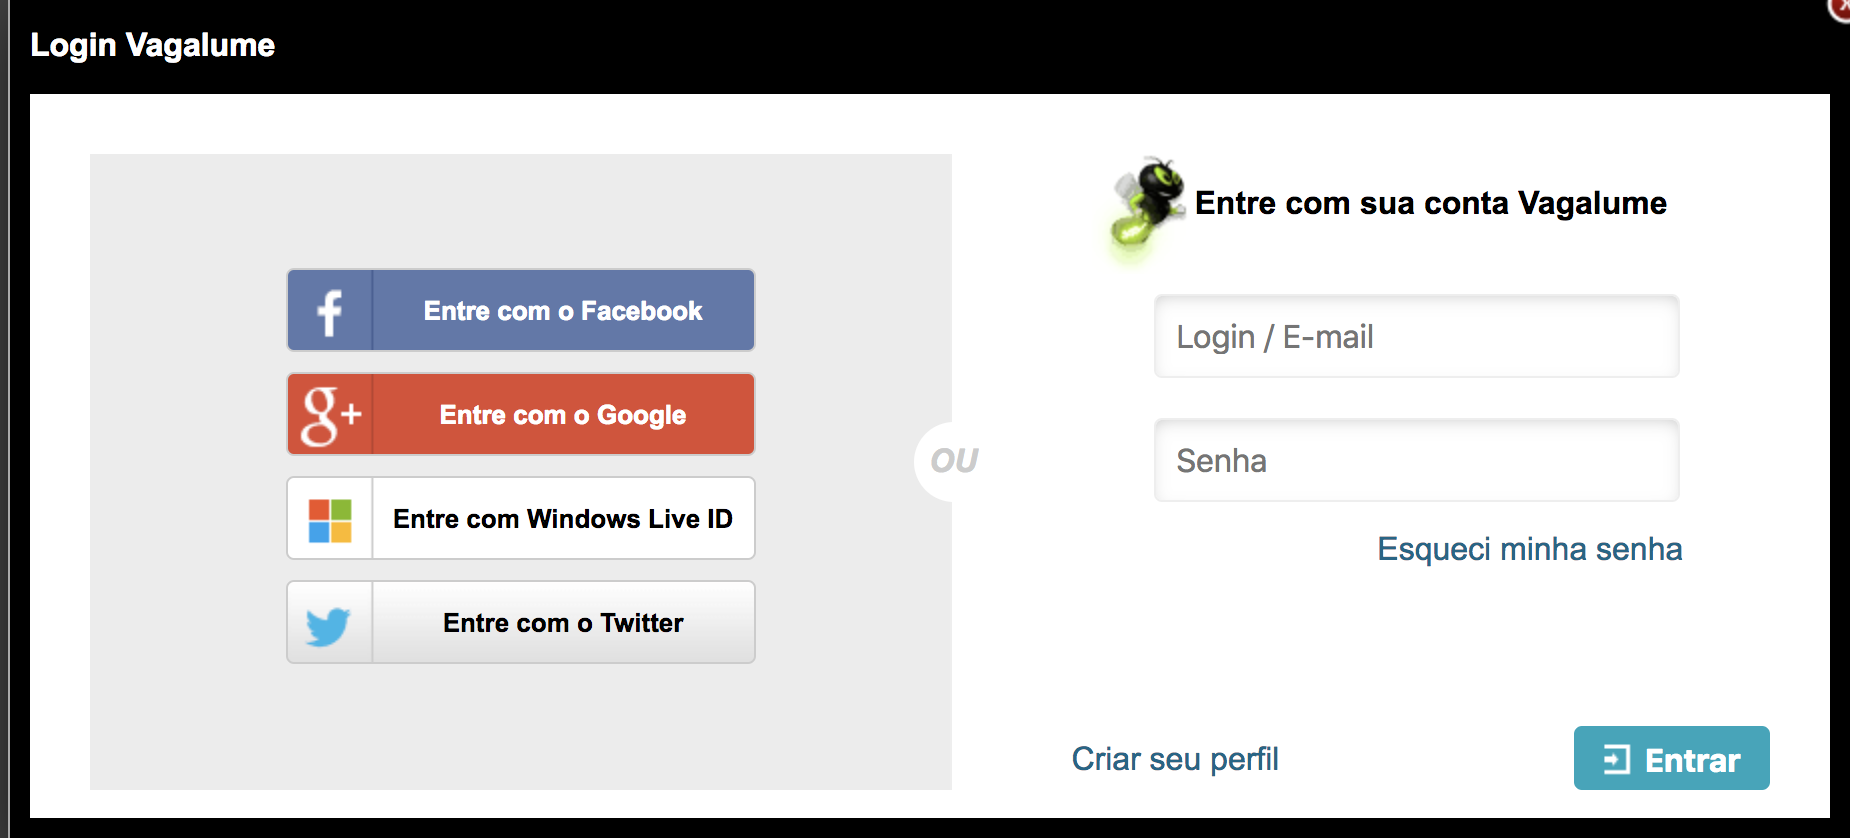 Login Vagalume
Entre com o Facebook
Entre com o Google
Entre com Windows Live ID
Entre com o Twitter
OU
Entre com sua conta Vagalume
Login / E-mail
Senha
Esqueci minha senha
Criar seu perfil
Entrar